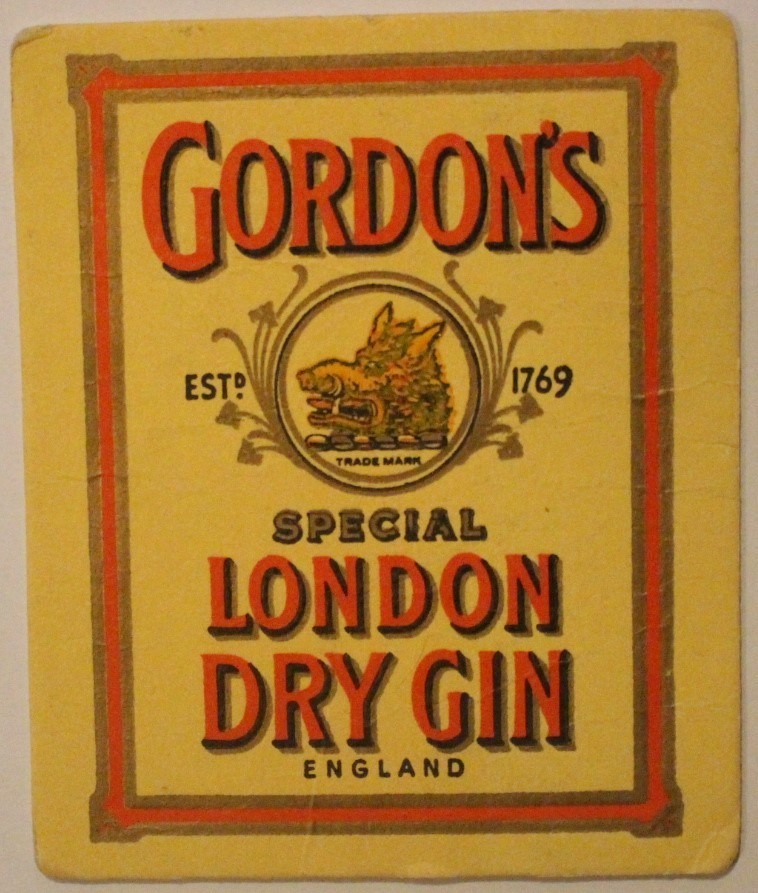 GORDON'S
ESTD 1769
TRADE MARK
SPECIAL
LONDON
DRY GIN
ENGLAND